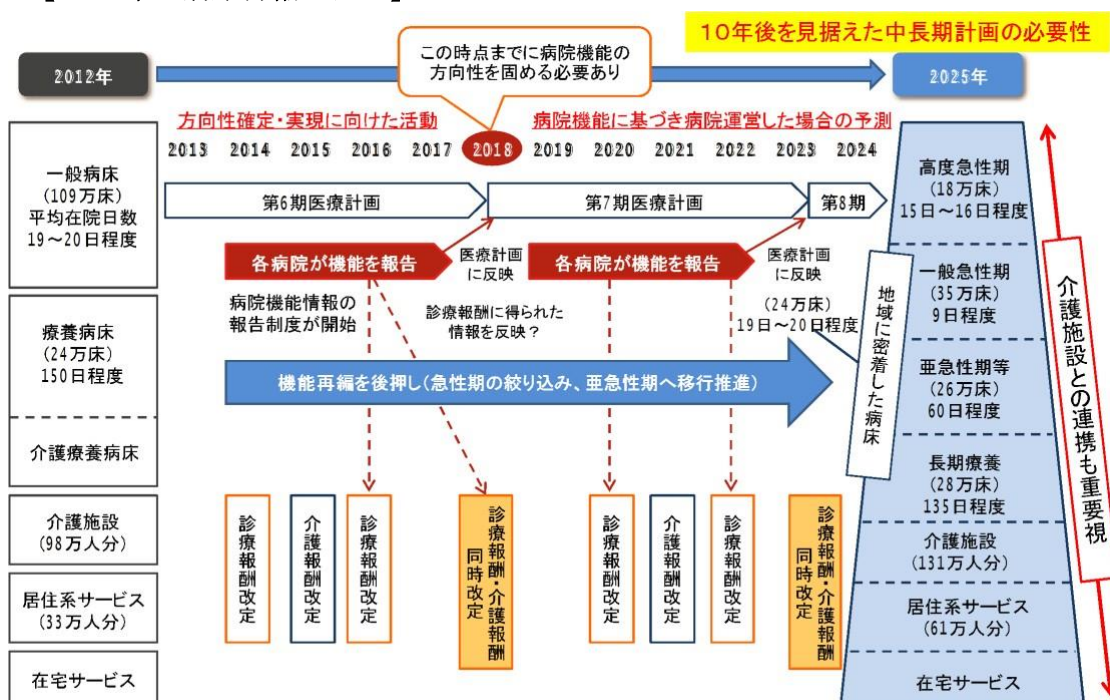 10年後を見据えた中長期計画の必要性
この時点までに病院機能の
方向性を固める必要あり
2012年
2025年
方向性確定・実現に向けた活動
病院機能に基づき病院運営した場合の予測
2013 2014 2015 2016 2017 2018 2019 2020 2021 2022 2023 2024
第6期医療計画
第7期医療計画
第8期
各病院が機能を報告
医療計画
に反映
各病院が機能を報告
医療計画
に反映
病院機能情報の
報告制度が開始
診療報酬に得られた
情報を反映?
(24万床)
19日~20日程度
機能再編を後押し(急性期の絞り込み、亜急性期へ移行推進)
一般病床
(109万床)
平均在院日数
19~20日程度
療養病床
(24万床)
150日程度
介護療養病床
介護施設
(98万人分)
居住系サービス
(33万人分)
在宅サービス
診療報酬改定
介護報酬改定
診療報酬改定
診療報酬・介護報酬
同時改定
診療報酬改定
介護報酬改定
診療報酬改定
診療報酬・介護報酬
同時改定
地域に密着した病床
高度急性期
(18万床)
15日~16日程度
一般急性期
(35万床)
9日程度
亜急性期等
(26万床)
60日程度
長期療養
(28万床)
135日程度
介護施設
(131万人分)
居住系サービス
(61万人分)
在宅サービス
介護施設との連携も重要視